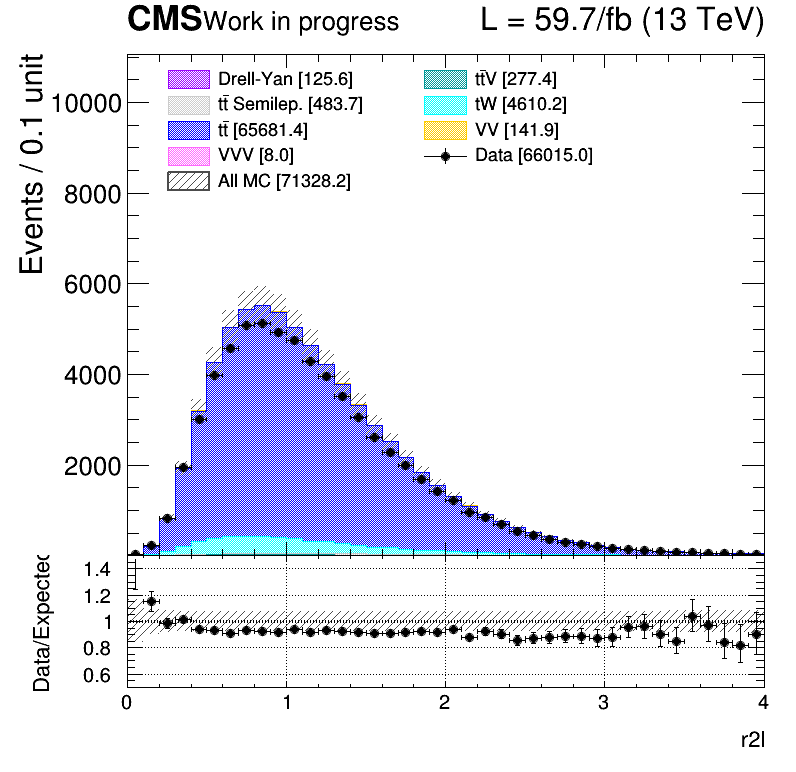 CMS Work in progress L = 59.7/fb (13 TeV)
Events / 0.1 unit
Drell-Yan [125.6]
tt̄ Semilep. [483.7]
tt̄ [65681.4]
VVV [8.0]
All MC [71328.2]
tt̄V [277.4]
tW [4610.2]
VV [141.9]
Data [66015.0]
10000
8000
6000
4000
2000
Data/Expected
1.4
1.2
1
0.8
0.6
0 1 2 3 4
r2l